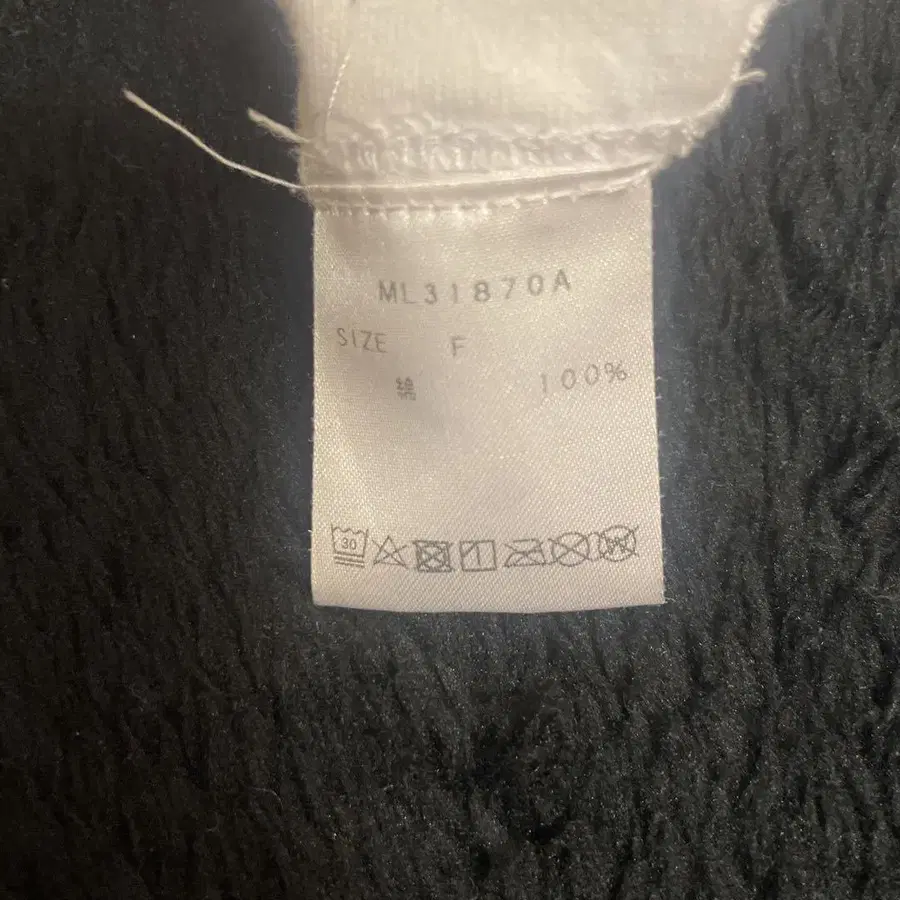 ML31870A
SIZE F
綿 100%
30
W